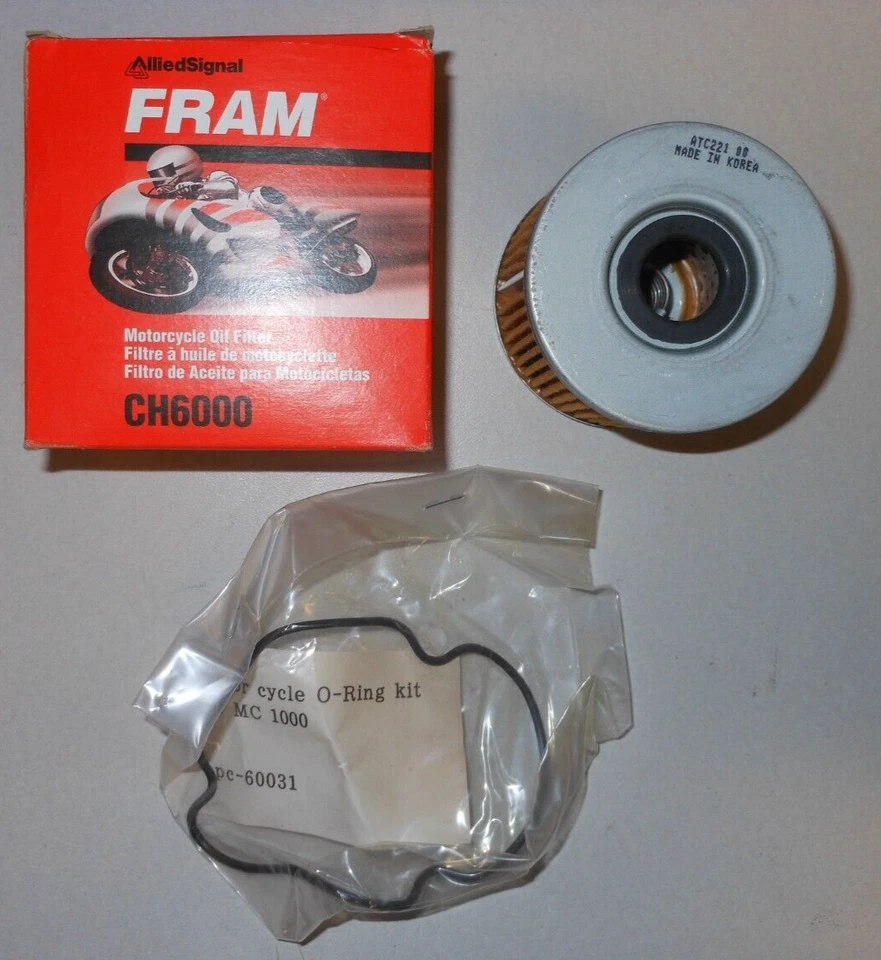 AlliedSignal
FRAM®
Motorcycle Oil Filter
Filtre à huile de motocyclette
Filtro de Aceite para Motocicletas
CH6000
ATC221 08
MADE IN KOREA
cycle O-Ring kit
MC 1000
pc-60031